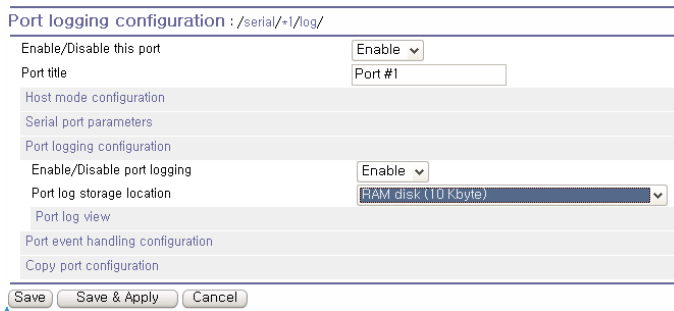 Port logging configuration : /serial/+1/log/
Enable/Disable this port Enable
Port title Port #1
Host mode configuration
Serial port parameters
Port logging configuration
Enable/Disable port logging Enable
Port log storage location RAM disk (10 Kbyte)
Port log view
Port event handling configuration
Copy port configuration
Save Save & Apply Cancel